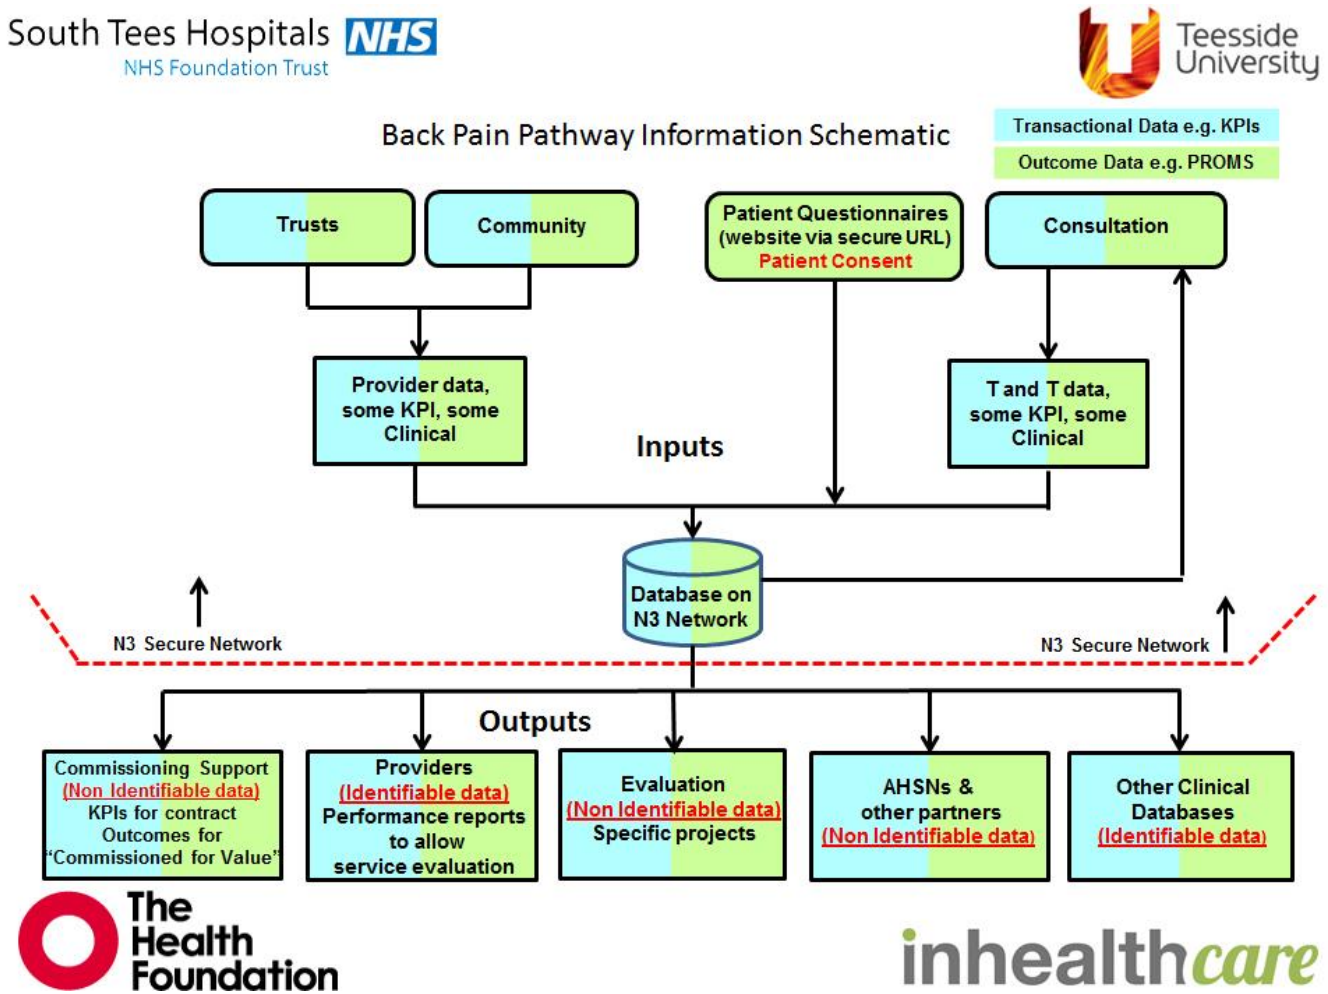 South Tees Hospitals NHS
NHS Foundation Trust
Teesside
University
Back Pain Pathway Information Schematic
Transactional Data e.g. KPIs
Outcome Data e.g. PROMS
Trusts
Community
Patient Questionnaires
(website via secure URL)
Patient Consent
Consultation
Provider data,
some KPI, some
Clinical
T and T data,
some KPI, some
Clinical
Inputs
Database on
N3 Network
N3 Secure Network
N3 Secure Network
Outputs
Commissioning Support
(Non Identifiable data)
KPIs for contract
Outcomes for
"Commissioned for Value"
Providers
(Identifiable data)
Performance reports
to allow
service evaluation
Evaluation
(Non Identifiable data)
Specific projects
AHSNs &
other partners
(Non Identifiable data)
Other Clinical
Databases
(Identifiable data)
The
Health
Foundation
inhealthcare